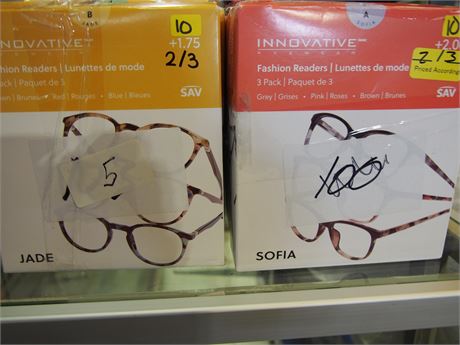 B
JADE
10
INNOVATIVE
+1.75
2/3
Fashion Readers | Lunettes de mode
3 Pack | Paquet de 3
Red | Rouges • Blue | Bleues
SAV
5
JADE
A
SOFIA
10
INNOVATIVE
+2.0
2/3
Priced According
Fashion Readers | Lunettes de mode
3 Pack | Paquet de 3
Grey | Grises • Pink | Roses • Brown | Brunes
SAV
SOFIA